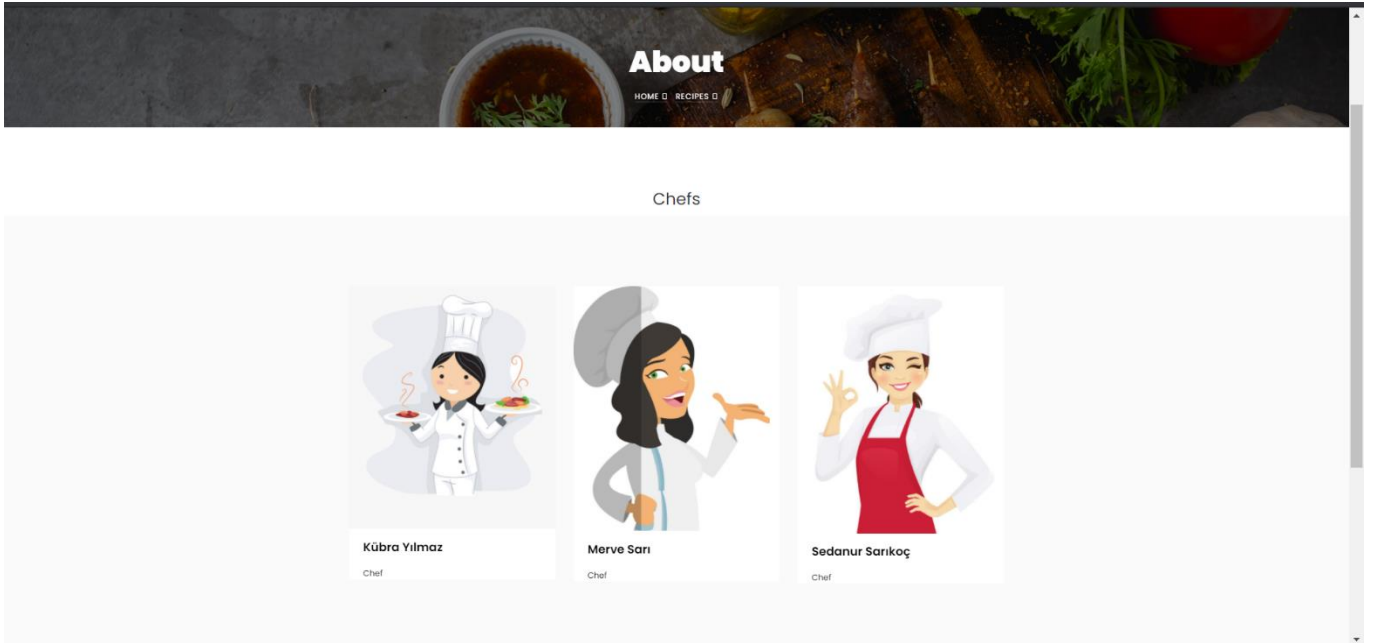 About
HOME RECIPES
Chefs
Kübra Yılmaz
Merve Sarı
Sedanur Sarıkoç
Chef
Chef
Chef